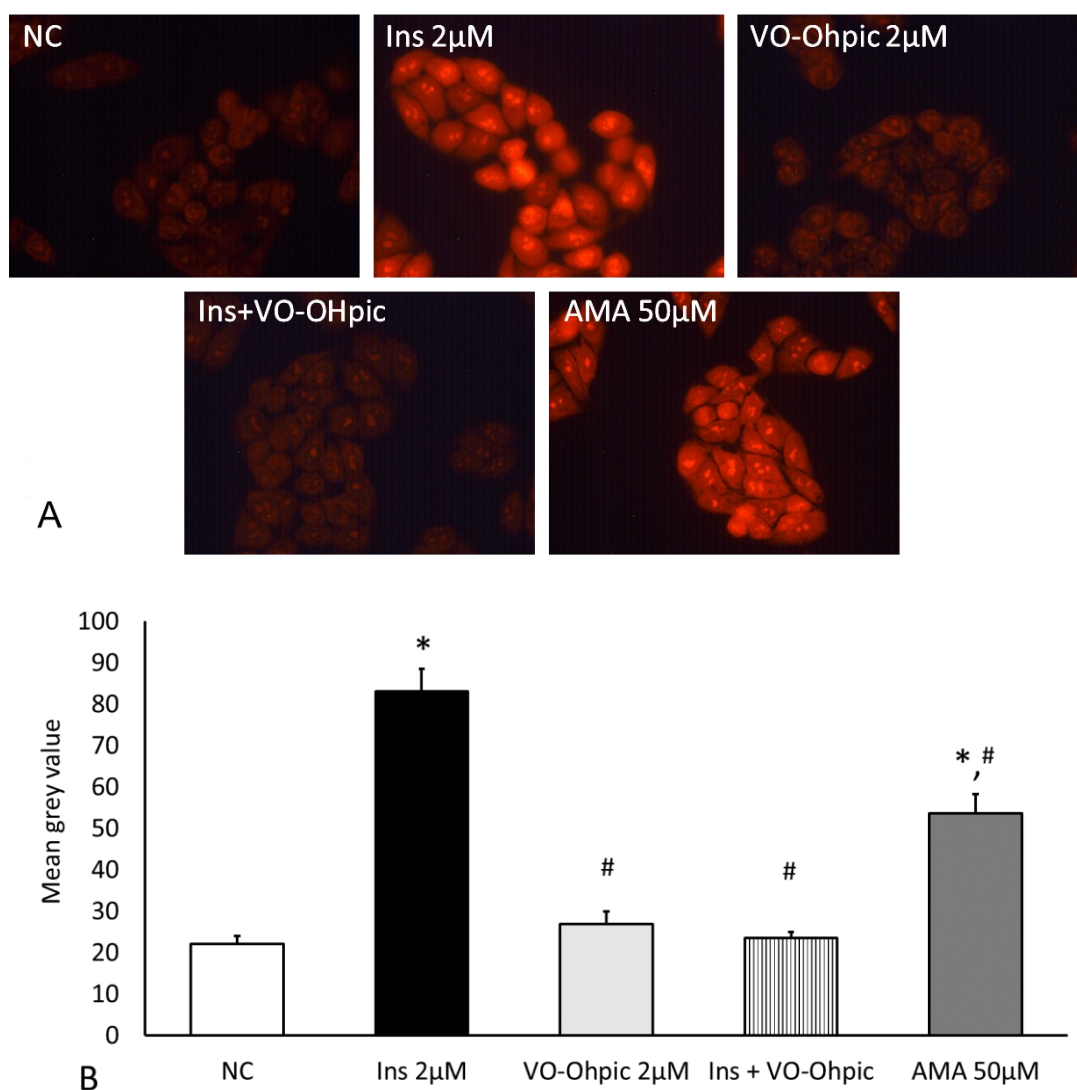 NC
Ins 2µM
VO-Ohpic 2µM
Ins+VO-OHpic
AMA 50µM
A
100
90
80
70
60
50
40
30
20
10
0
Mean grey value
*
#
#
*,#
NC
Ins 2µM
VO-Ohpic 2µM
Ins + VO-Ohpic
AMA 50µM
B